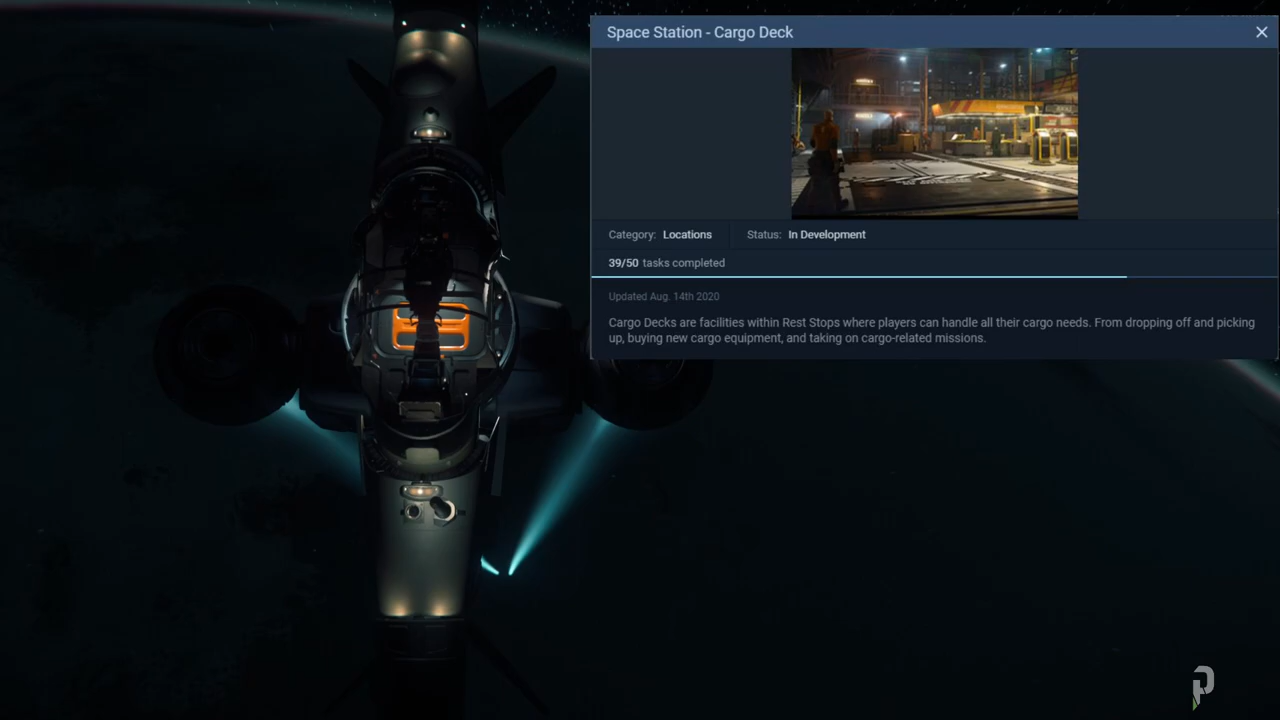 Space Station - Cargo Deck
Category: Locations Status: In Development
39/50 tasks completed
Updated Aug. 14th 2020
Cargo Decks are facilities within Rest Stops where players can handle all their cargo needs. From dropping off and picking
up, buying new cargo equipment, and taking on cargo-related missions.